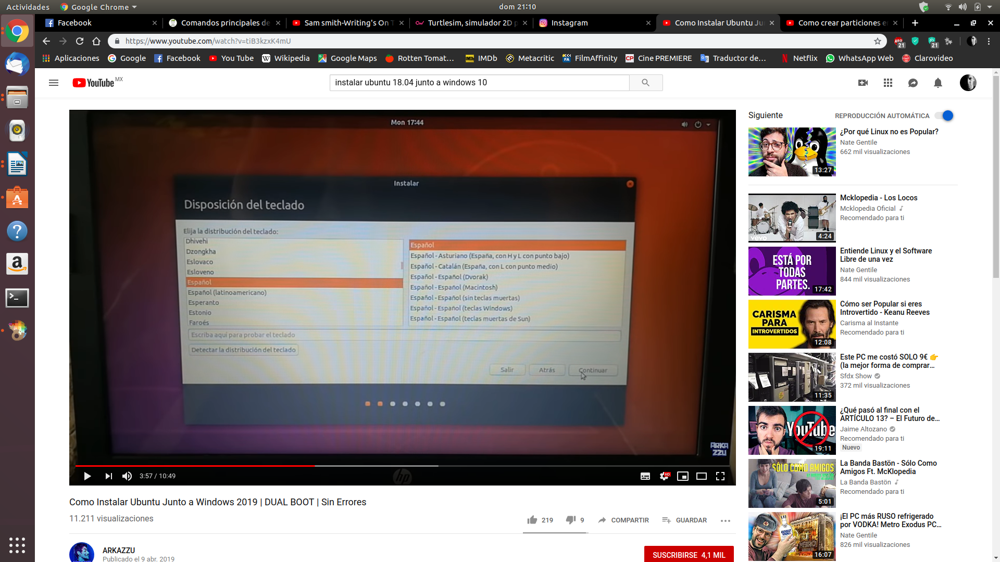 Actividades
Google Chrome
dom 21:10
Facebook
Comandos principales de
Sam smith-Writing's On T
Turtlesim, simulador 2D p
Instagram
Como Instalar Ubuntu Ju
Como crear particiones e
https://www.youtube.com/watch?v=tiB3kzxK4mU
ABP
21
21
Aplicaciones
Google
Facebook
You Tube
Wikipedia
Google Maps
Rotten Tomat...
IMDb
Metacritic
FilmAffinity
Cine PREMIERE
Traductor de...
Netflix
WhatsApp Web
Clarovideo
YouTube MX
instalar ubuntu 18.04 junto a windows 10
Mon 17:44
Instalar
Disposición del teclado
Elija la distribución del teclado:
Dhivehi
Dzongkha
Eslovaco
Esloveno
Español
Español (latinoamericano)
Esperanto
Estonio
Faroés
Español
Español - Asturiano (España, con H y L con punto bajo)
Español - Catalán (España, con L con punto medio)
Español - Español (Dvorak)
Español - Español (Macintosh)
Español - Español (sin teclas muertas)
Español - Español (teclas Windows)
Español - Español (teclas muertas de Sun)
Escriba aquí para probar el teclado
Detectar la distribución del teclado
Salir
Atrás
Continuar
ARKA
ZZU
hp
3:57 / 10:49
HD
Como Instalar Ubuntu Junto a Windows 2019 | DUAL BOOT | Sin Errores
11.211 visualizaciones
219
9
COMPARTIR
GUARDAR
ARKAZZU
Publicado el 9 abr. 2019
SUSCRIBIRSE 4,1 MIL
Siguiente
REPRODUCCIÓN AUTOMÁTICA
13:27
¿Por qué Linux no es Popular?
Nate Gentile
662 mil visualizaciones
vevo
4:24
Mcklopedia - Los Locos
Mcklopedia Oficial
Recomendado para ti
ESTÁ POR
TODAS
PARTES.
17:42
Entiende Linux y el Software
Libre de una vez
Nate Gentile
844 mil visualizaciones
CARISMA
PARA
INTROVERTIDOS
12:08
Cómo ser Popular si eres
Introvertido - Keanu Reeves
Carisma al Instante
Recomendado para ti
11:35
Este PC me costó SOLO 9€ 👉
(la mejor forma de comprar...
Sfdx Show
372 mil visualizaciones
YouTube
19:11
¿Qué pasó al final con el
ARTÍCULO 13? – El Futuro de...
Jaime Altozano
Recomendado para ti
Nuevo
SÓLO COMO AMIGOS
5:01
La Banda Bastön - Sólo Como
Amigos Ft. McKlopedia
La Banda Bastön
Recomendado para ti
ABSOLUT
VODKA
16:07
¡El PC más RUSO refrigerado
por VODKA! Metro Exodus PC...
Nate Gentile
826 mil visualizaciones